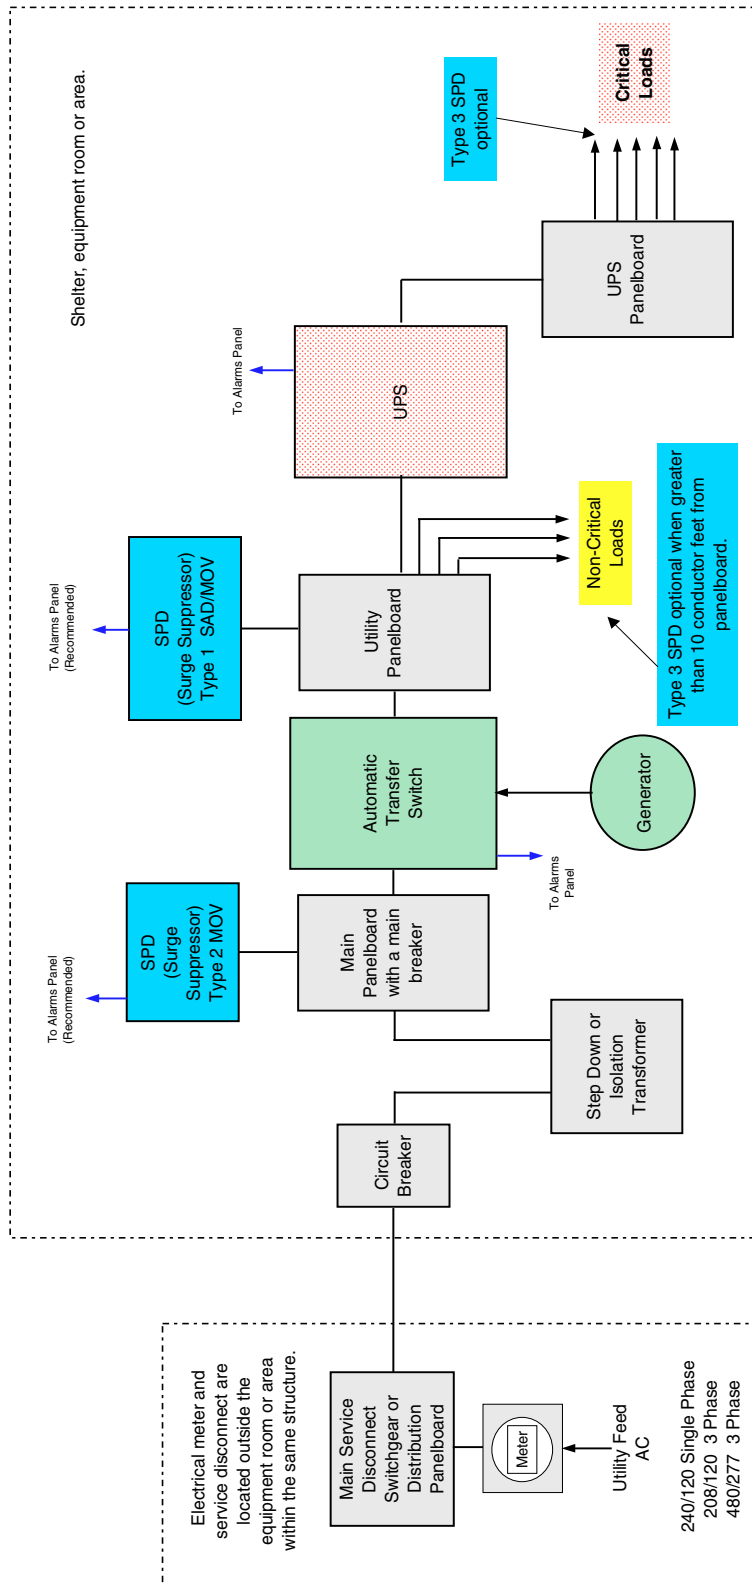 Electrical meter and
service disconnect are
located outside the
equipment room or area
within the same structure.
Main Service
Disconnect
Switchgear or
Distribution
Panelboard
Meter
Utility Feed
AC
240/120 Single Phase
208/120  3 Phase
480/277  3 Phase
Shelter, equipment room or area.
Circuit
Breaker
Step Down or
Isolation
Transformer
To Alarms Panel
(Recommended)
SPD
(Surge
Suppressor)
Type 2 MOV
Main
Panelboard
with a main
breaker
Automatic
Transfer
Switch
To Alarms
Panel
Generator
To Alarms Panel
(Recommended)
SPD
(Surge Suppressor)
Type 1  SAD/MOV
Utility
Panelboard
Non-Critical
Loads
Type 3 SPD optional when greater
than 10 conductor feet from
panelboard.
To Alarms Panel
UPS
UPS
Panelboard
Type 3 SPD
optional
Critical
Loads